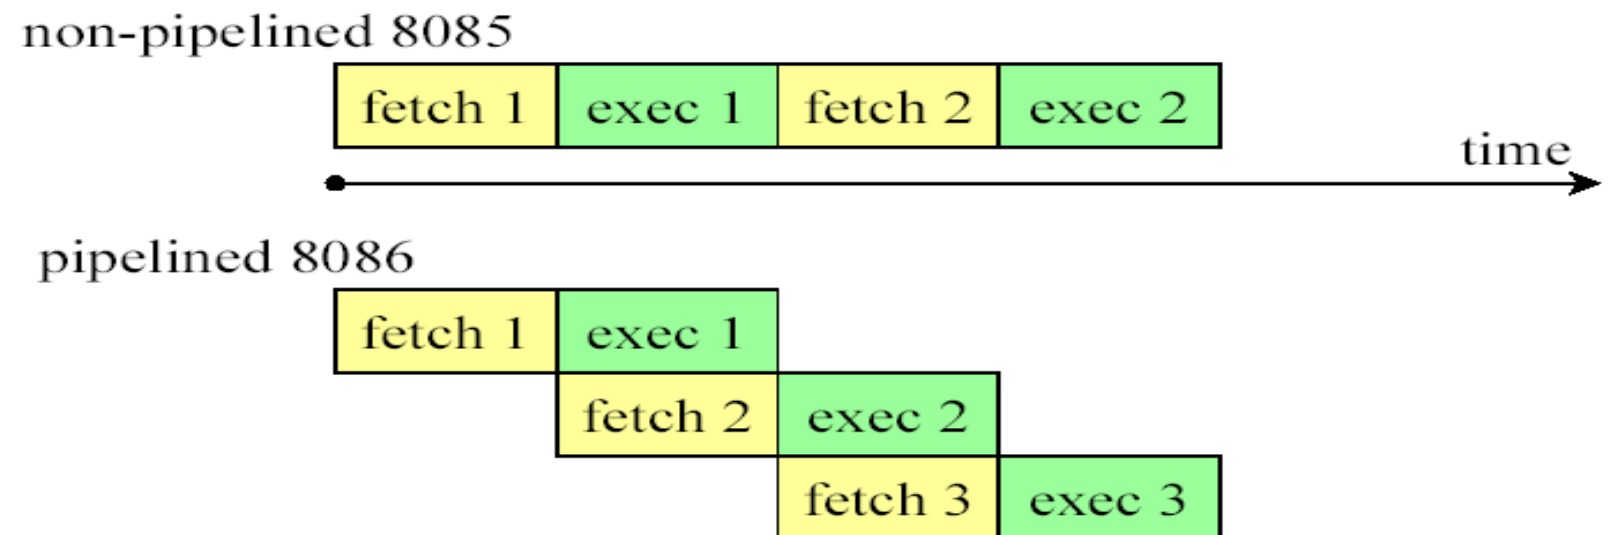 non-pipelined 8085
fetch 1 exec 1 fetch 2 exec 2
time
pipelined 8086
fetch 1 exec 1
fetch 2 exec 2
fetch 3 exec 3